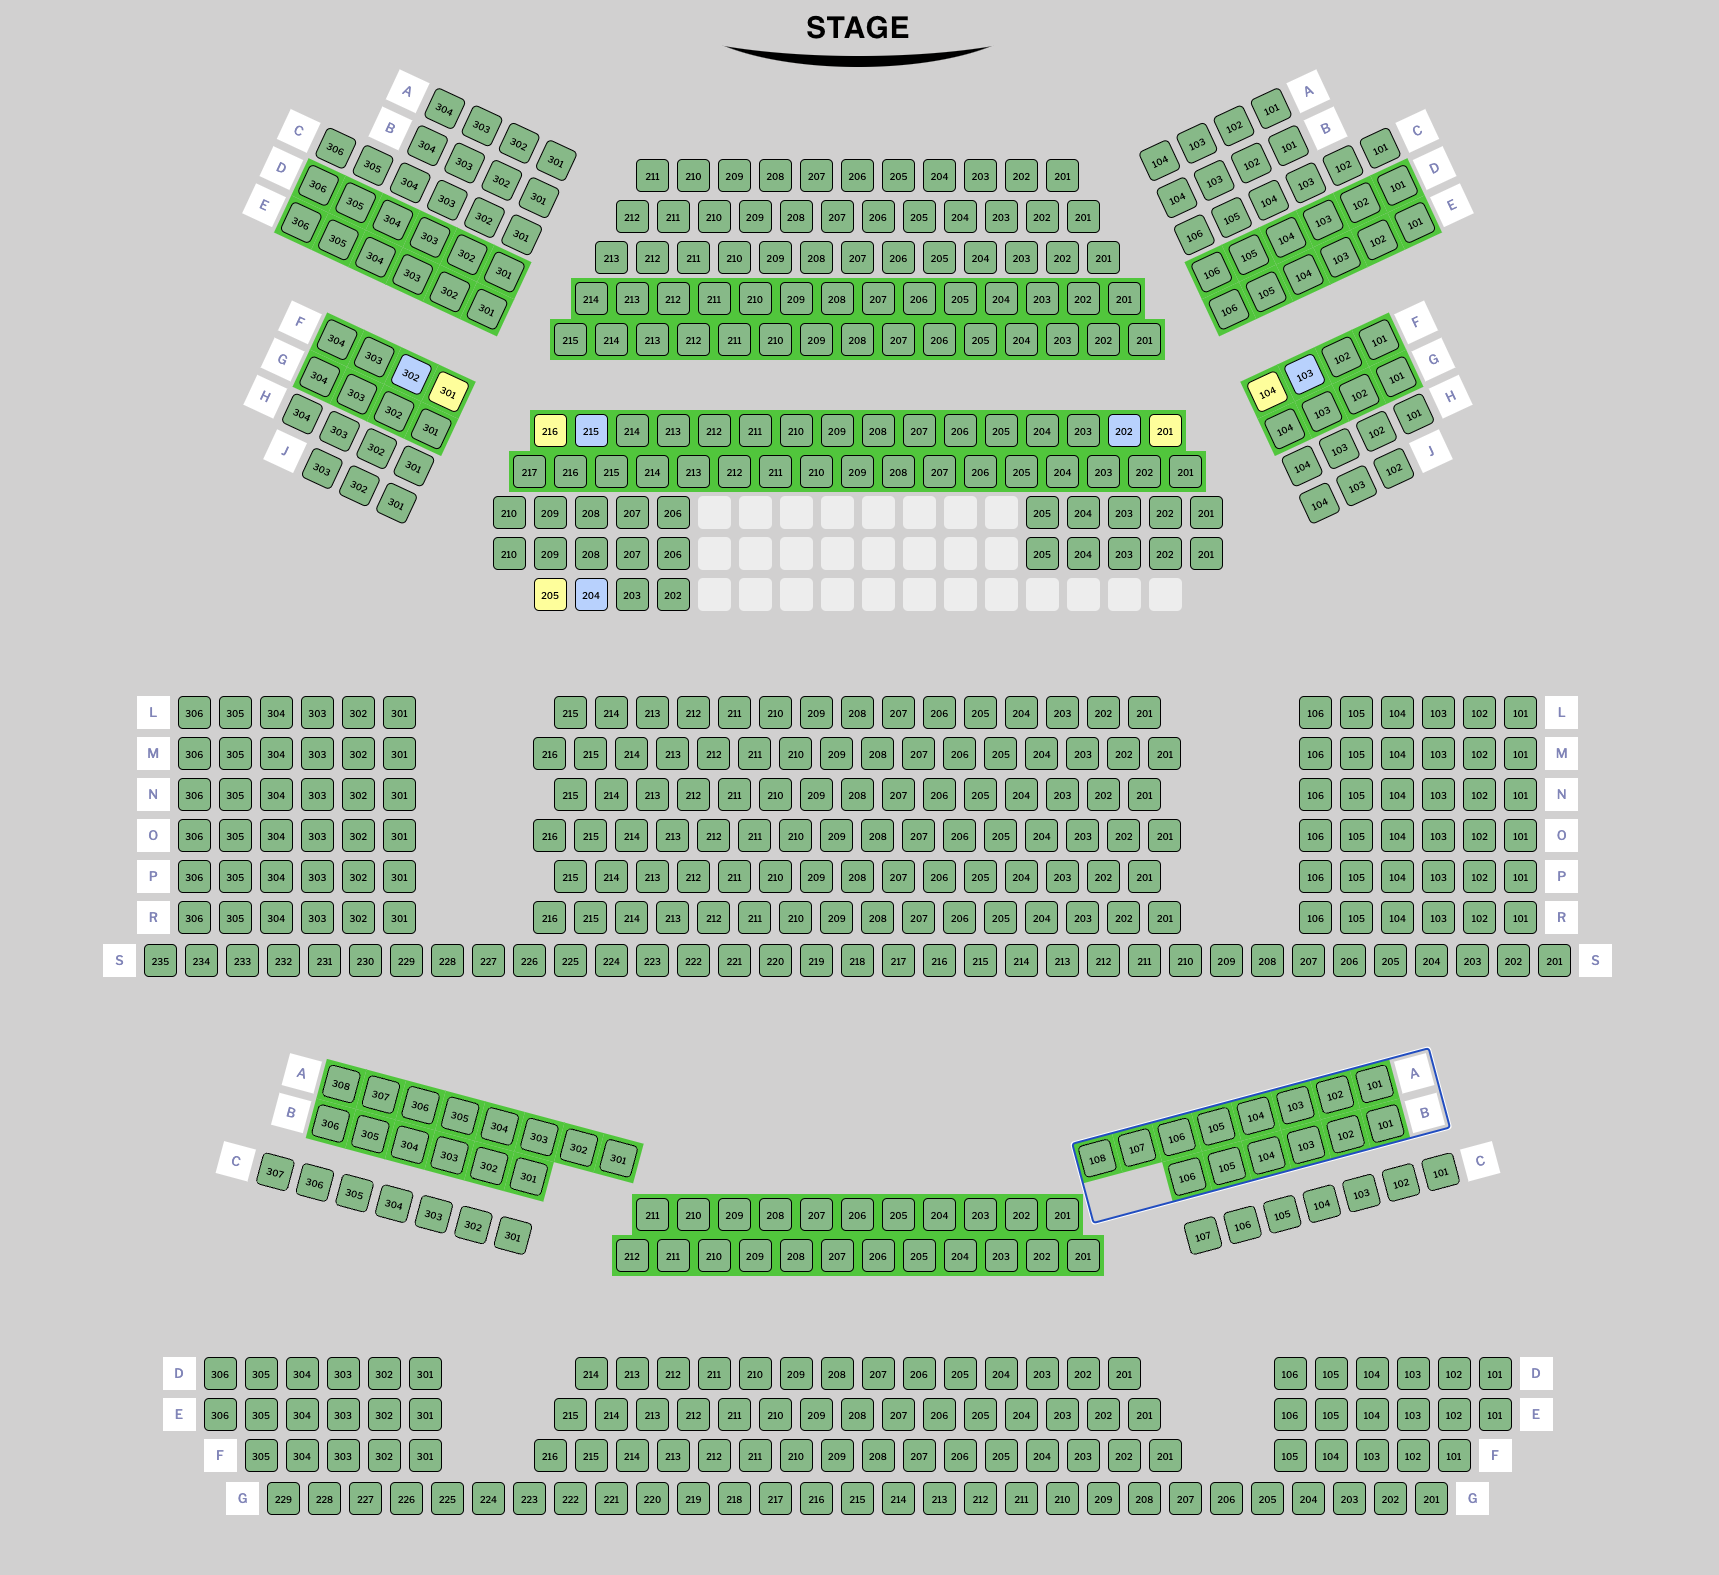 STAGE
A 304 303 302 301
B 304 303 302 301
C 306 305 304 303 302 301
D 306 305 304 303 302 301
E 306 305 304 303 302 301
211 210 209 208 207 206 205 204 203 202 201
212 211 210 209 208 207 206 205 204 203 202 201
213 212 211 210 209 208 207 206 205 204 203 202 201
214 213 212 211 210 209 208 207 206 205 204 203 202 201
215 214 213 212 211 210 209 208 207 206 205 204 203 202 201
104 103 102 101 A
104 103 102 101 B
106 105 104 103 102 101 C
106 105 104 103 102 101 D
106 105 104 103 102 101 E
F 304 303 302 301
G 304 303 302 301
H 304 303 302 301
J 303 302 301
216 215 214 213 212 211 210 209 208 207 206 205 204 203 202 201
217 216 215 214 213 212 211 210 209 208 207 206 205 204 203 202 201
210 209 208 207 206 205 204 203 202 201
210 209 208 207 206 205 204 203 202 201
205 204 203 202
104 103 102 101 F
104 103 102 101 G
104 103 102 101 H
104 103 102 J
L 306 305 304 303 302 301 215 214 213 212 211 210 209 208 207 206 205 204 203 202 201 106 105 104 103 102 101 L
M 306 305 304 303 302 301 216 215 214 213 212 211 210 209 208 207 206 205 204 203 202 201 106 105 104 103 102 101 M
N 306 305 304 303 302 301 215 214 213 212 211 210 209 208 207 206 205 204 203 202 201 106 105 104 103 102 101 N
O 306 305 304 303 302 301 216 215 214 213 212 211 210 209 208 207 206 205 204 203 202 201 106 105 104 103 102 101 O
P 306 305 304 303 302 301 215 214 213 212 211 210 209 208 207 206 205 204 203 202 201 106 105 104 103 102 101 P
R 306 305 304 303 302 301 216 215 214 213 212 211 210 209 208 207 206 205 204 203 202 201 106 105 104 103 102 101 R
S 235 234 233 232 231 230 229 228 227 226 225 224 223 222 221 220 219 218 217 216 215 214 213 212 211 210 209 208 207 206 205 204 203 202 201 S
A 308 307 306 305 304 303 302 301
B 306 305 304 303 302 301
C 307 306 305 304 303 302 301
211 210 209 208 207 206 205 204 203 202 201
212 211 210 209 208 207 206 205 204 203 202 201
108 107 106 105 104 103 102 101 A
106 105 104 103 102 101 B
107 106 105 104 103 102 101 C
D 306 305 304 303 302 301 214 213 212 211 210 209 208 207 206 205 204 203 202 201 106 105 104 103 102 101 D
E 306 305 304 303 302 301 215 214 213 212 211 210 209 208 207 206 205 204 203 202 201 106 105 104 103 102 101 E
F 305 304 303 302 301 216 215 214 213 212 211 210 209 208 207 206 205 204 203 202 201 105 104 103 102 101 F
G 229 228 227 226 225 224 223 222 221 220 219 218 217 216 215 214 213 212 211 210 209 208 207 206 205 204 203 202 201 G